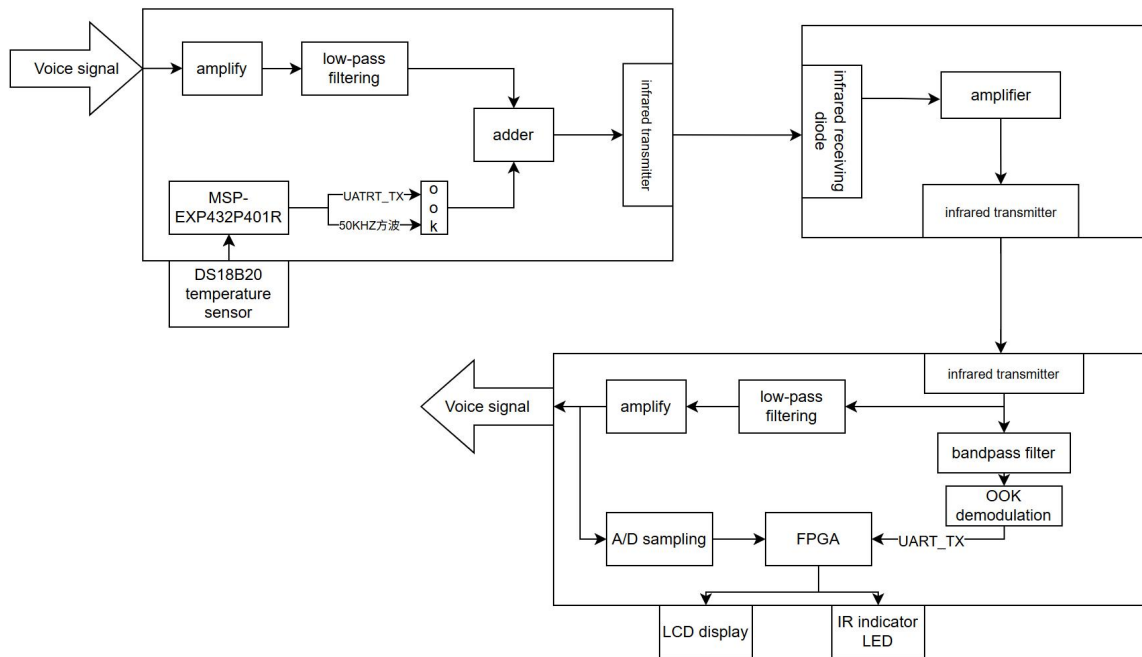 Voice signal
amplify
low-pass
filtering
adder
infrared transmitter
MSP-
EXP432P401R
UATRT_TX
50KHZ方波
o
o
k
DS18B20
temperature
sensor
infrared receiving
diode
amplifier
infrared transmitter
infrared transmitter
Voice signal
amplify
low-pass
filtering
bandpass filter
OOK
demodulation
A/D sampling
FPGA
UART_TX
LCD display
IR indicator
LED